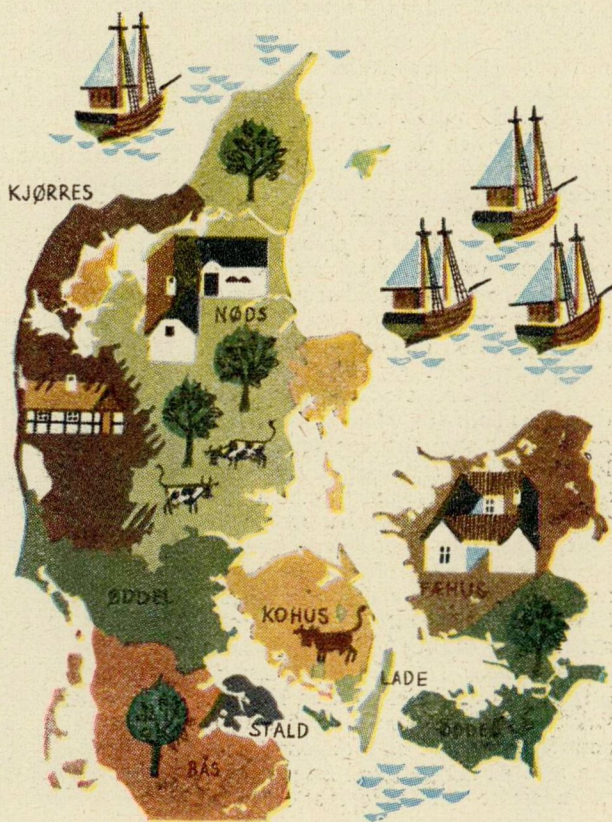 KJØRRES
NØDS
FÆHUS
ØDDEL
KOHUS
LADE
STALD
ØDDEL
BÅS